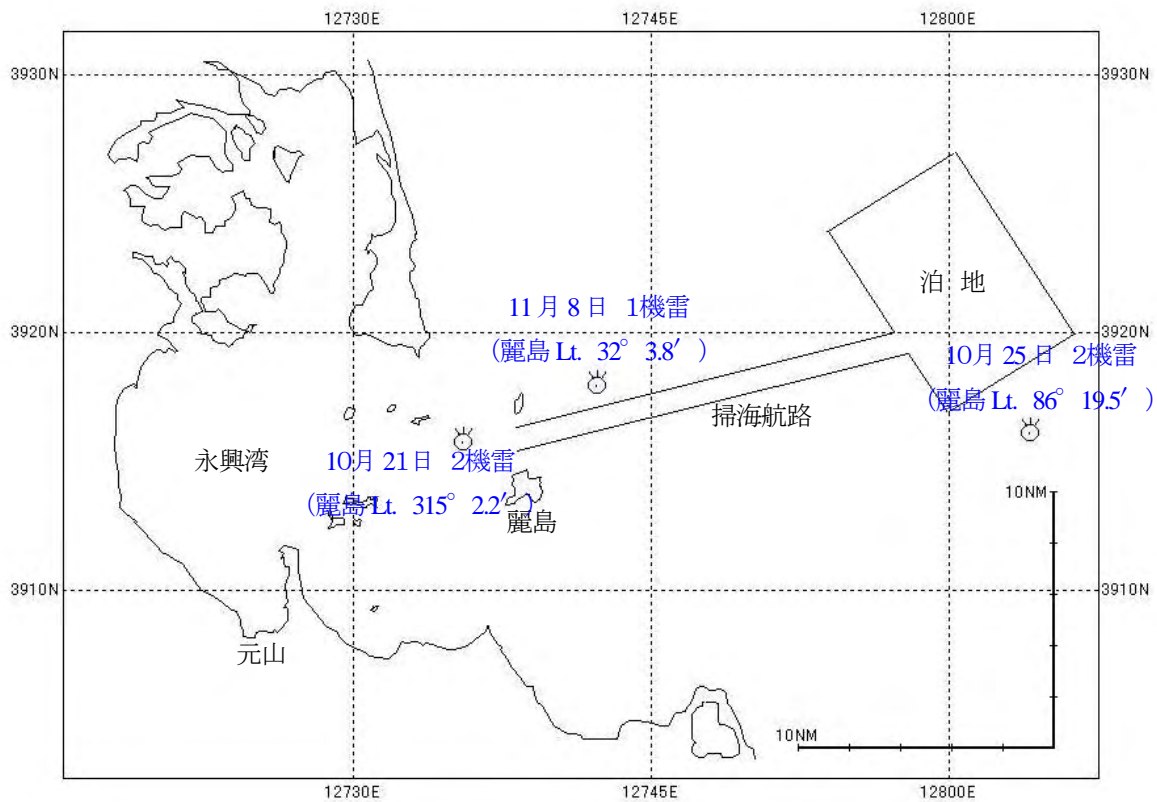 12730E 12745E 12800E
3930N 3930N
泊 地
11月8日 1機雷
(麗島 Lt. 32° 3.8′)
3920N 3920N
10月25日 2機雷
(麗島 Lt. 86° 19.5′)
掃海航路
永興湾
10月21日 2機雷
(麗島 Lt. 315° 2.2′)
10NM
麗島
3910N 3910N
元山
10NM
12730E 12745E 12800E